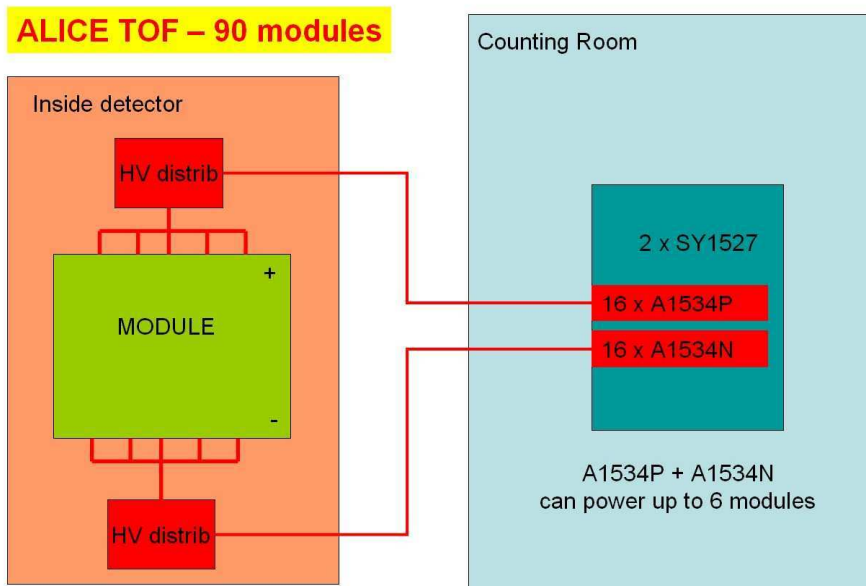 ALICE TOF – 90 modules
Counting Room
Inside detector
HV distrib
2 x SY1527
+
16 x A1534P
MODULE
16 x A1534N
-
A1534P + A1534N
can power up to 6 modules
HV distrib